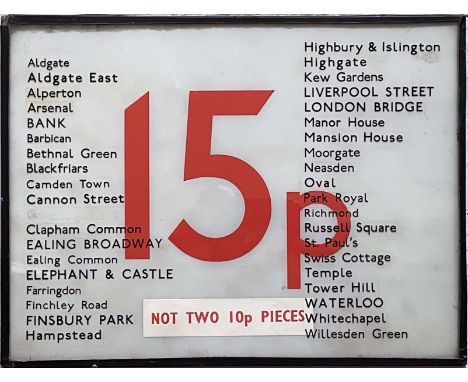 Aldgate
Aldgate East
Alperton
Arsenal
BANK
Barbican
Bethnal Green
Blackfriars
Camden Town
Cannon Street
Clapham Common
EALING BROADWAY
Ealing Common
ELEPHANT & CASTLE
Farringdon
Finchley Road
FINSBURY PARK
Hampstead
15p
NOT TWO 10p PIECES
Highbury & Islington
Highgate
Kew Gardens
LIVERPOOL STREET
LONDON BRIDGE
Manor House
Mansion House
Moorgate
Neasden
Oval
Park Royal
Richmond
Russell Square
St. Paul's
Swiss Cottage
Temple
Tower Hill
WATERLOO
Whitechapel
Willesden Green